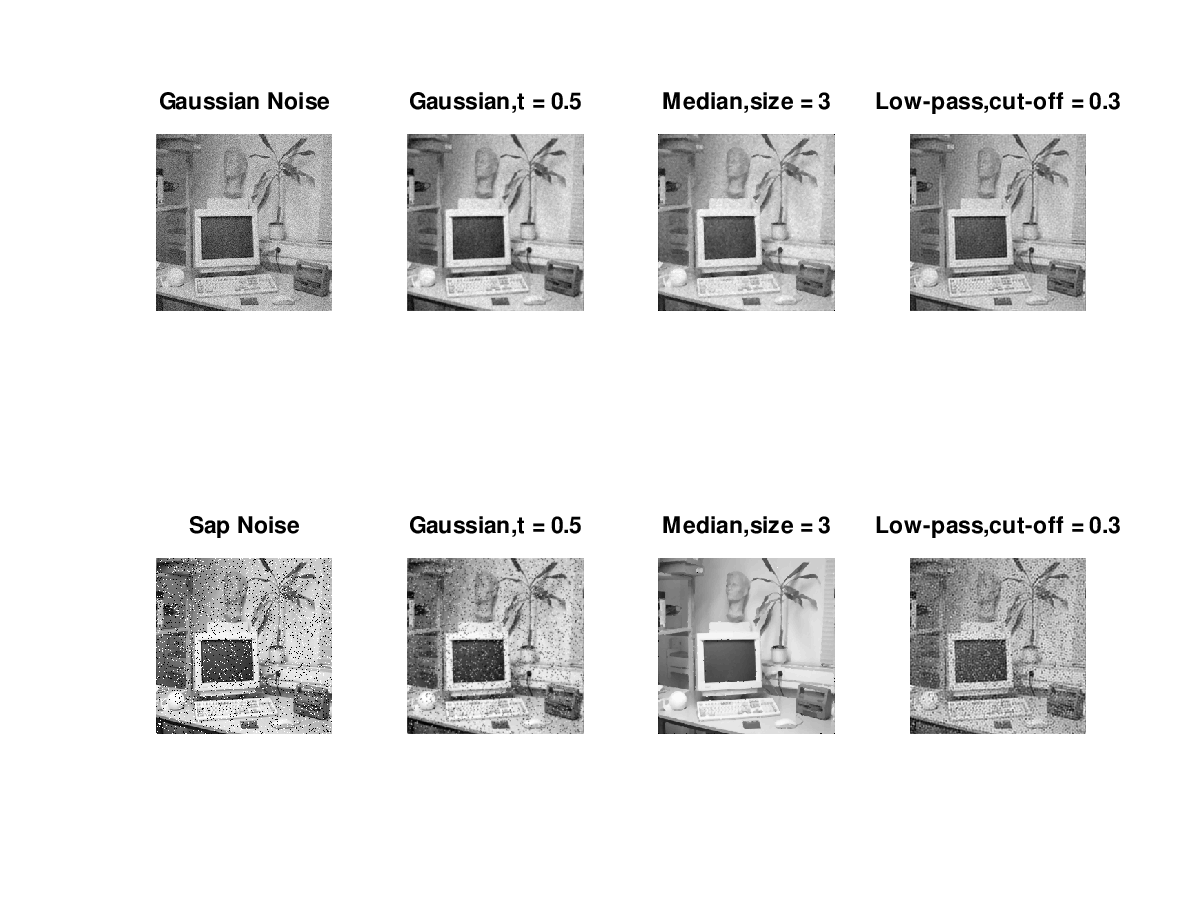 Gaussian Noise
Gaussian,t = 0.5
Median,size = 3
Low-pass,cut-off = 0.3
Sap Noise
Gaussian,t = 0.5
Median,size = 3
Low-pass,cut-off = 0.3